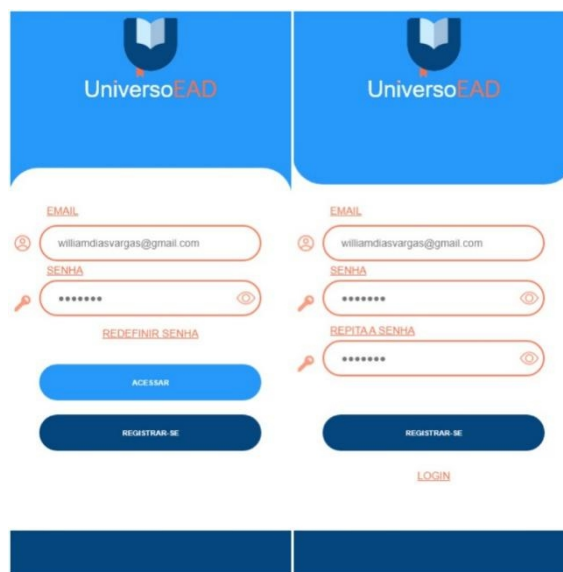 UniversoEAD
EMAIL
williamdiasvargas@gmail.com
SENHA
•••••••
REDEFINIR SENHA
ACESSAR
REGISTRAR-SE
UniversoEAD
EMAIL
williamdiasvargas@gmail.com
SENHA
•••••••
REPITA A SENHA
•••••••
REGISTRAR-SE
LOGIN